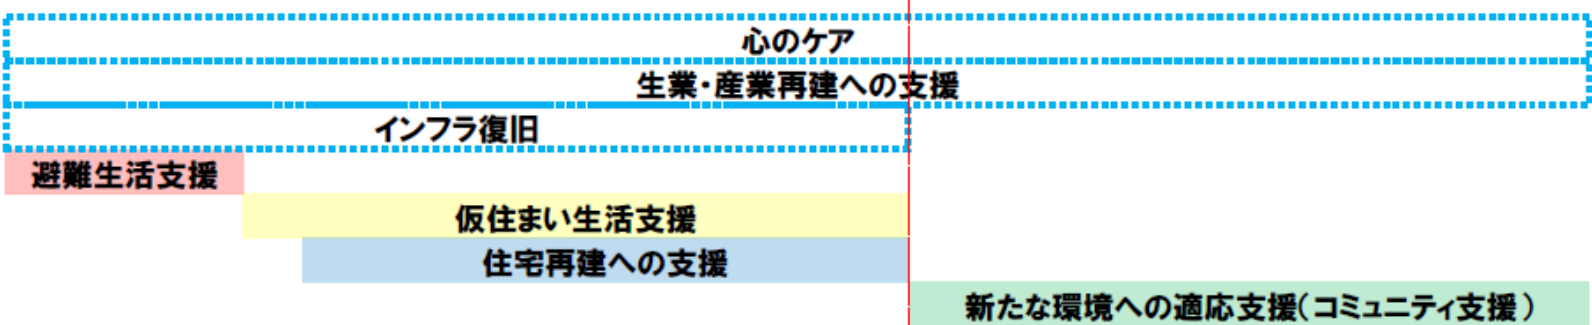 心のケア
生業・産業再建への支援
インフラ復旧
避難生活支援
仮住まい生活支援
住宅再建への支援
新たな環境への適応支援(コミュニティ支援)